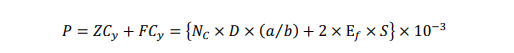 P = ZC_y + FC_y = {N_C × D × (a/b) + 2 × E_f × S} × 10^{−3}